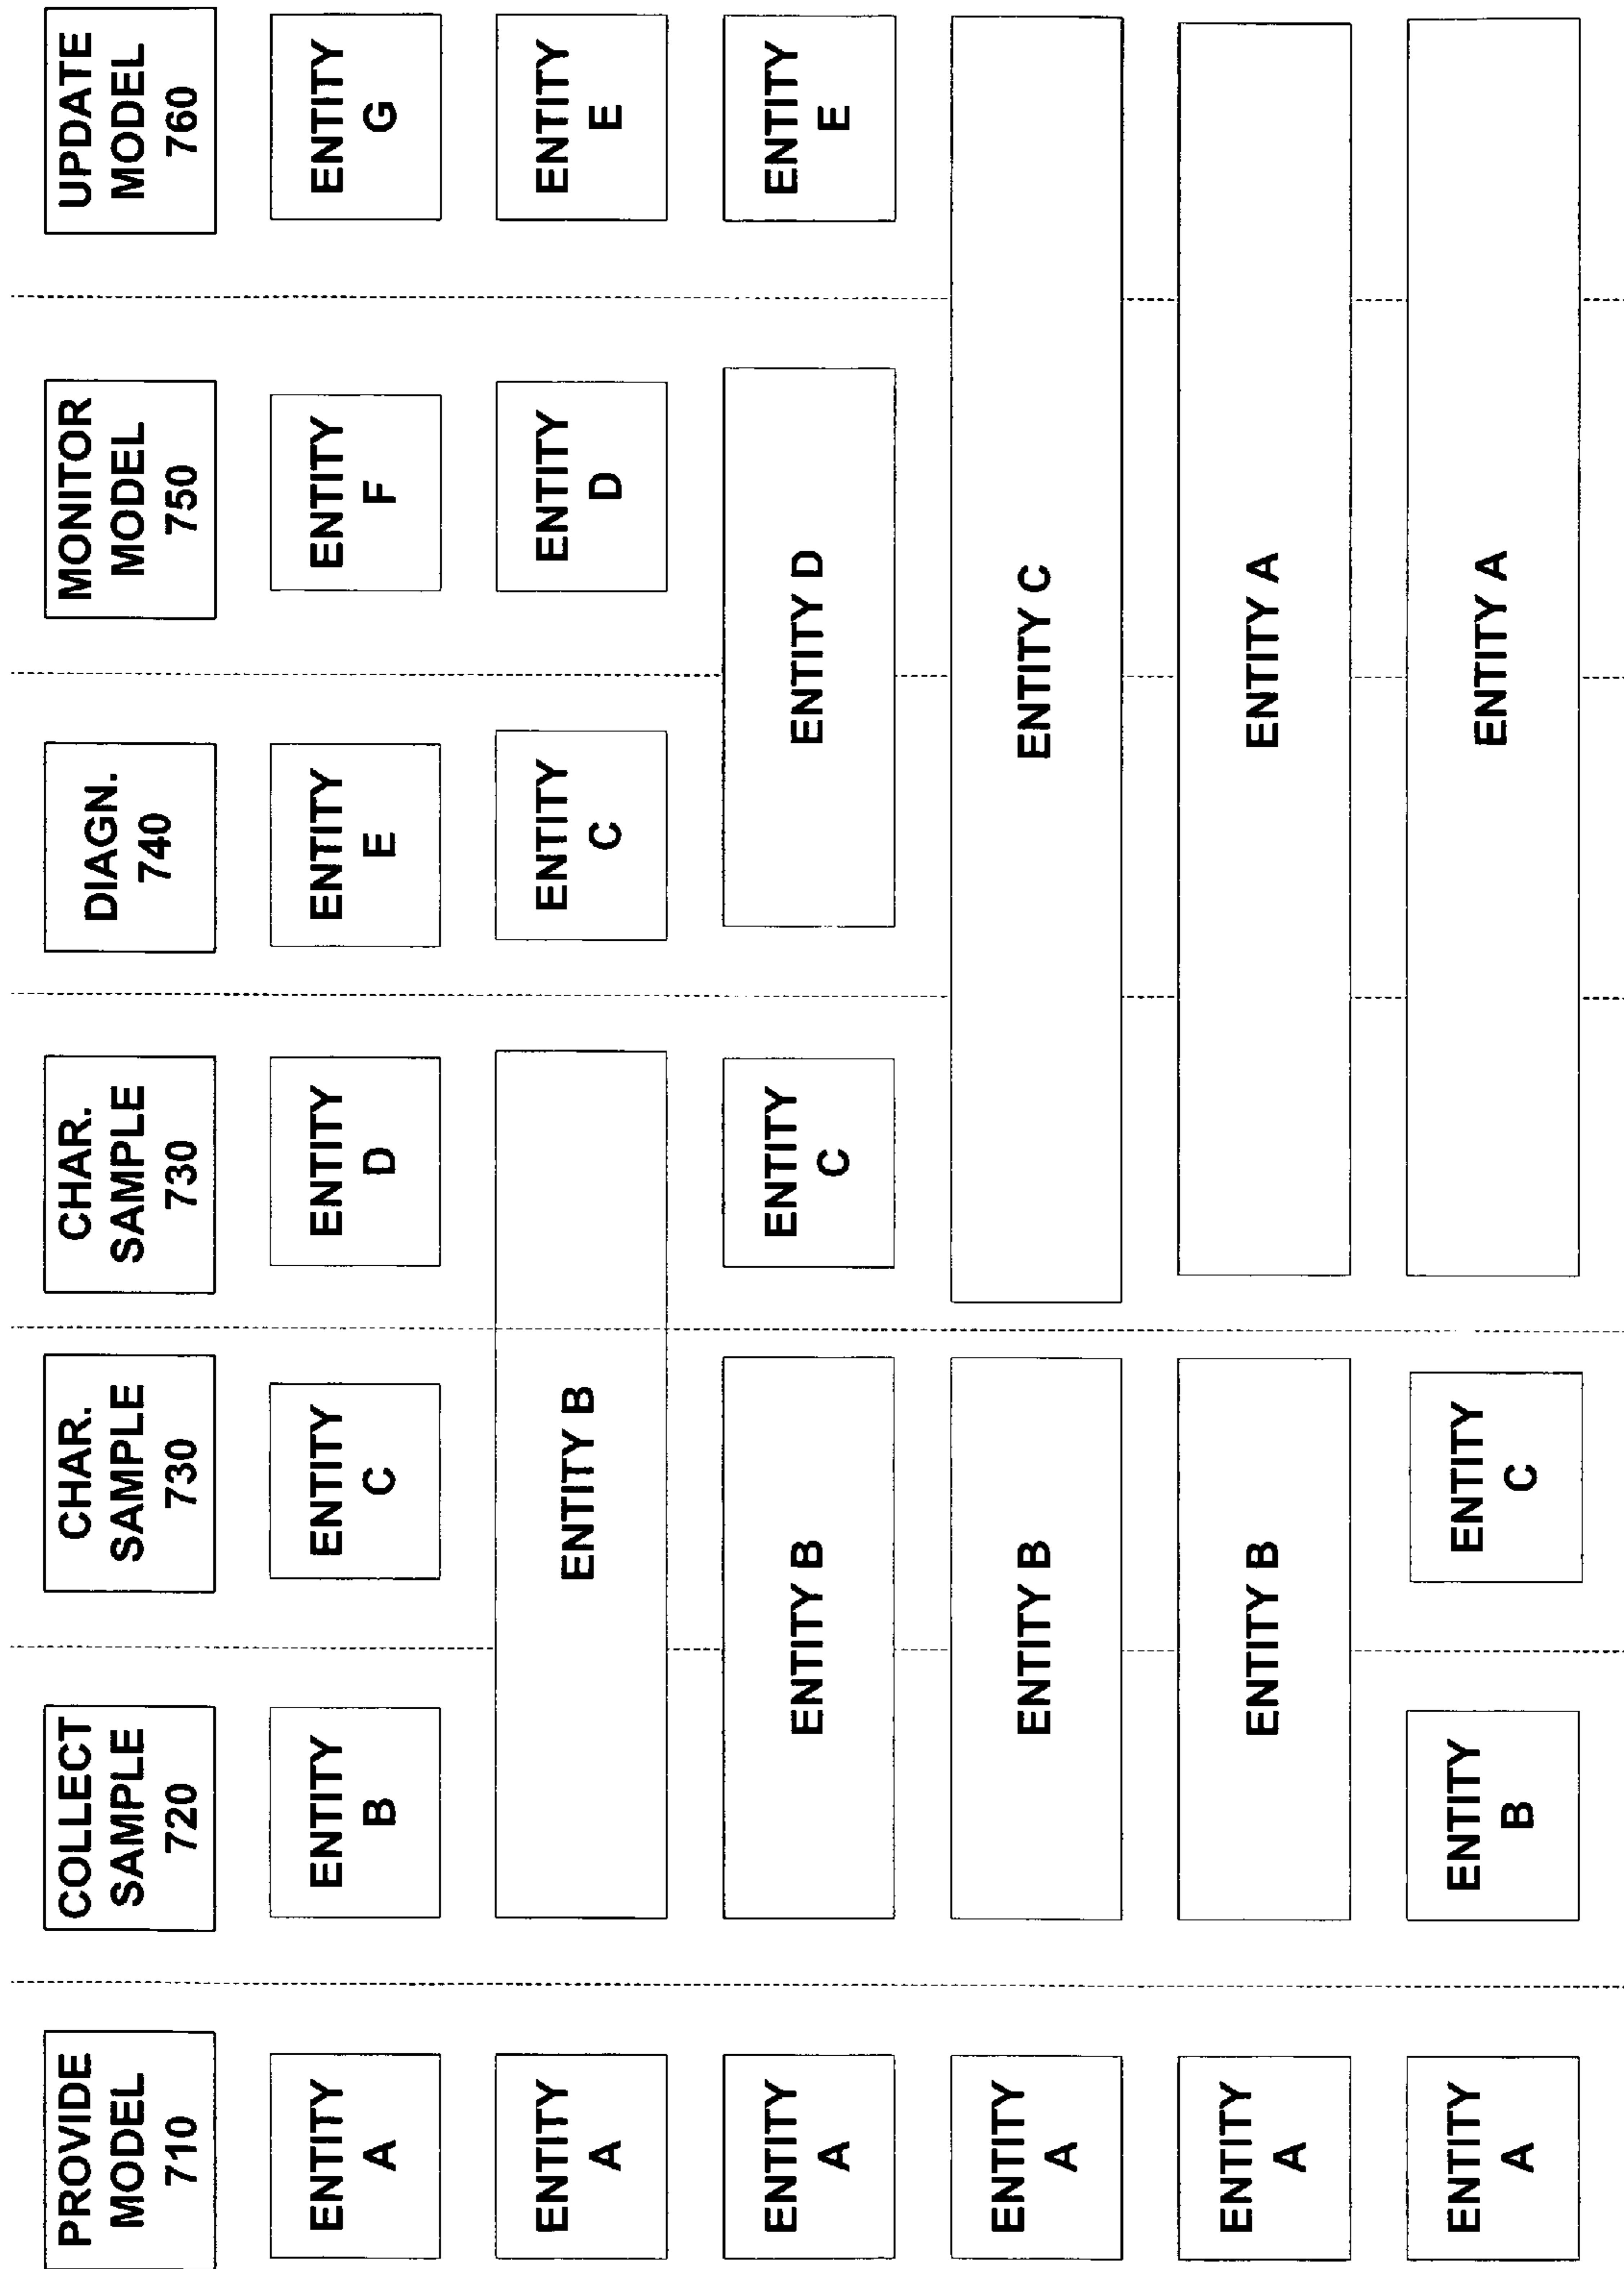 PROVIDE
MODEL
710
COLLECT
SAMPLE
720
CHAR.
SAMPLE
730
CHAR.
SAMPLE
730
DIAGN.
740
MONITOR
MODEL
750
UPDATE
MODEL
760
ENTITY
A
ENTITY
B
ENTITY
C
ENTITY
D
ENTITY
E
ENTITY
F
ENTITY
G
ENTITY
A
ENTITY B
ENTITY
C
ENTITY
D
ENTITY
E
ENTITY
A
ENTITY B
ENTITY
C
ENTITY D
ENTITY
E
ENTITY
A
ENTITY B
ENTITY C
ENTITY
A
ENTITY B
ENTITY A
ENTITY
A
ENTITY
B
ENTITY
C
ENTITY A